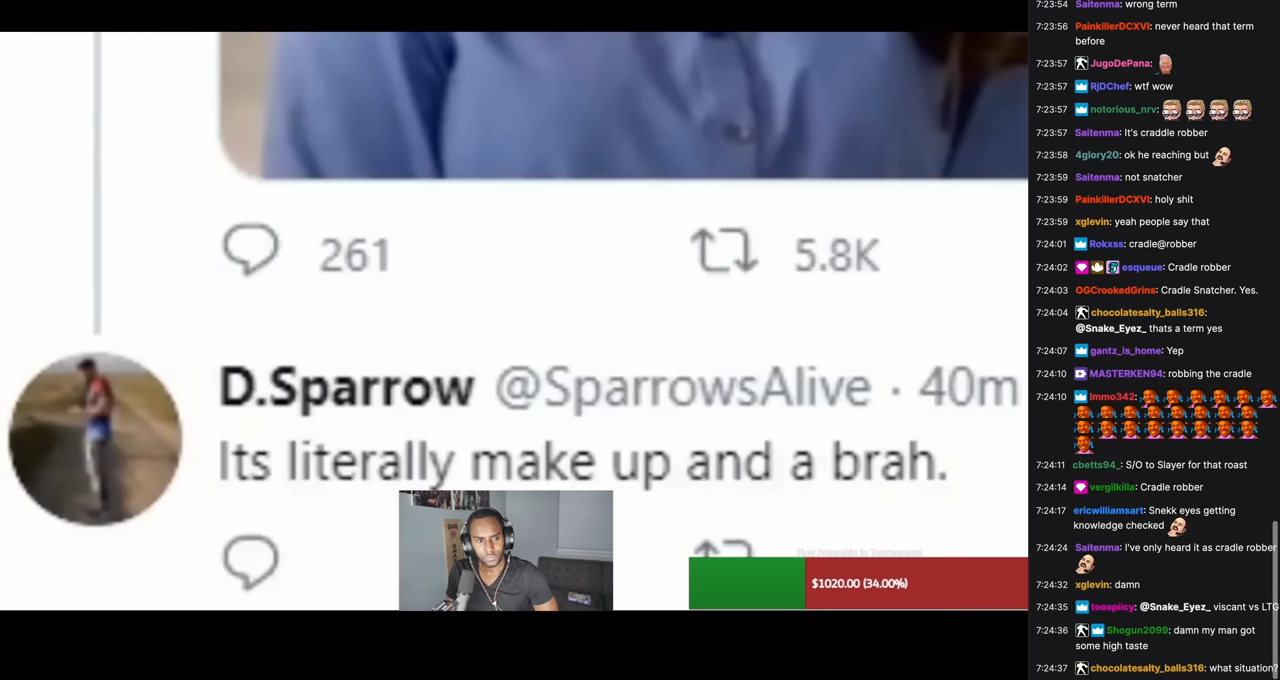 261
5.8K
D.Sparrow @SparrowsAlive · 40m
Its literally make up and a brah.
$1020.00 (34.00%)
7:23:54 Saitenma: wrong term
7:23:56 PainkillerDCXVI: never heard that term
before
7:23:57 JugoDePana:
7:23:57 RjDChef: wtf wow
7:23:57 notorious_nrv:
7:23:57 Saitenma: It's craddle robber
7:23:58 4glory20: ok he reaching but
7:23:59 Saitenma: not snatcher
7:23:59 PainkillerDCXVI: holy shit
7:23:59 xglevin: yeah people say that
7:24:01 Rokxss: cradle@robber
7:24:02 esqueue: Cradle robber
7:24:03 OGCrookedGrins: Cradle Snatcher. Yes.
7:24:04 chocolatesalty_balls316:
@Snake_Eyez_ thats a term yes
7:24:07 gantz_is_home: Yep
7:24:10 MASTERKEN94: robbing the cradle
7:24:10 Immo342:
7:24:11 cbetts94_: S/O to Slayer for that roast
7:24:14 vergilkilla: Cradle robber
7:24:17 ericwilliamsart: Snekk eyes getting
knowledge checked
7:24:24 Saitenma: I've only heard it as cradle robber
7:24:32 xglevin: damn
7:24:35 toospiicy: @Snake_Eyez_ viscant vs LTG
7:24:36 Shogun2099: damn my man got
some high taste
7:24:37 chocolatesalty_balls316: what situation?